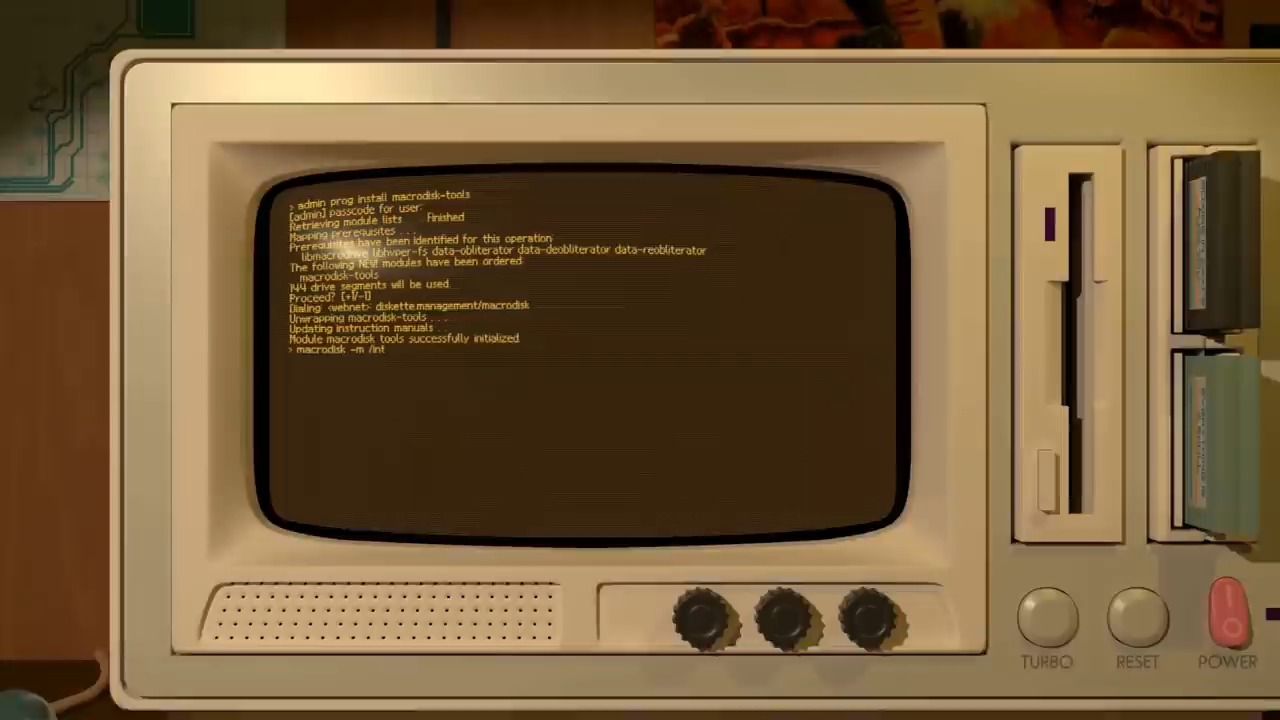 > admin prog install macrodisk-tools
[admin] passcode for user:
Retrieving module lists . . . Finished
Mapping prerequisites . . .
Prerequisites have been identified for this operation:
libmacrodrive libhyper-fs data-obliterator data-deobliterator data-reobliterator
The following NEW modules have been ordered:
macrodisk-tools
144 drive segments will be used.
Proceed? [+1/-1]
Dialing <webnet>: diskette.management/macrodisk
Unwrapping macrodisk-tools . . .
Updating instruction manuals . . .
Module macrodisk tools successfully initialized.
> macrodisk -m /int
TURBO
RESET
POWER